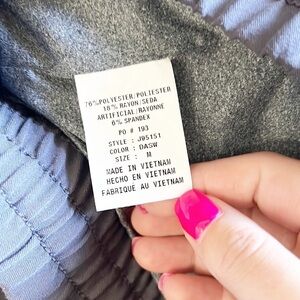 76% POLYESTER/POLIESTER
18% RAYON/SEDA
ARTIFICIAL/RAYONNE
6% SPANDEX
PO # 193
STYLE : J95151
COLOR : DASW
SIZE : M
MADE IN VIETNAM
HECHO EN VIETNAM
FABRIQUE AU VIETNAM